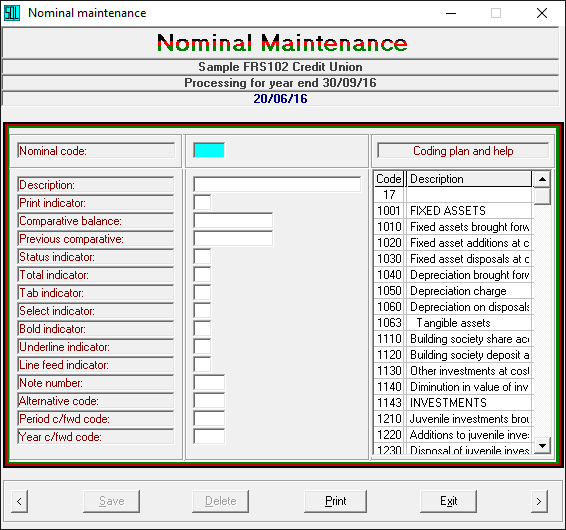 Nominal maintenance
Nominal Maintenance
Sample FRS102 Credit Union
Processing for year end 30/09/16
20/06/16
Nominal code:
Coding plan and help
Description:
Print indicator:
Comparative balance:
Previous comparative:
Status indicator:
Total indicator:
Tab indicator:
Select indicator:
Bold indicator:
Underline indicator:
Line feed indicator:
Note number:
Alternative code:
Period c/fwd code:
Year c/fwd code:
Code Description
17
1001 FIXED ASSETS
1010 Fixed assets brought forw
1020 Fixed asset additions at c
1030 Fixed asset disposals at c
1040 Depreciation brought forw
1050 Depreciation charge
1060 Depreciation on disposals
1063 Tangible assets
1110 Building society share acc
1120 Building society deposit a
1130 Other investments at cost
1140 Diminution in value of inv
1143 INVESTMENTS
1210 Juvenile investments brou
1220 Additions to juvenile inves
1230 Disposal of juvenile inves
< Save Delete Print Exit >